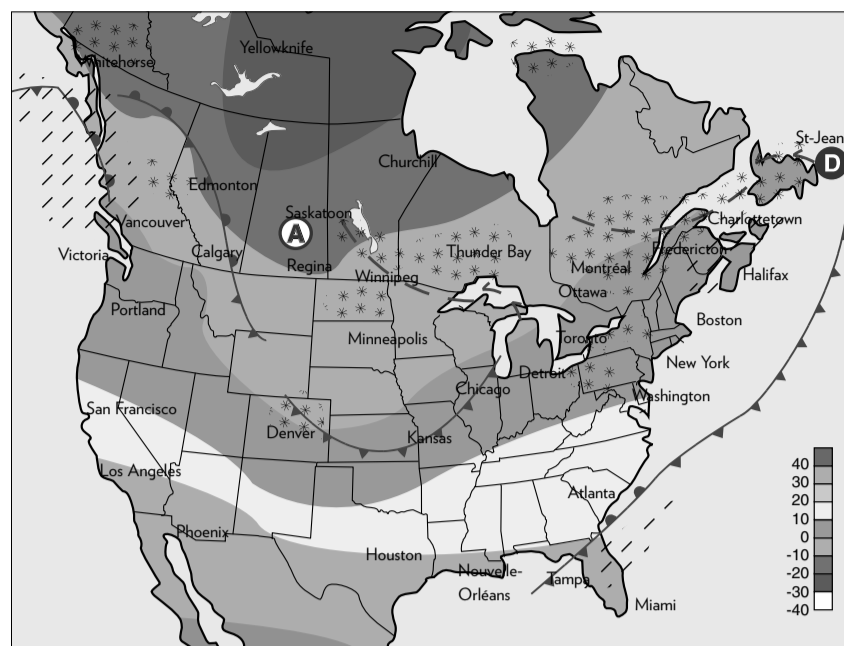 Yellowknife
Whitehorse
St-Jean
D
Churchill
Edmonton
Saskatoon
Charlottetown
Vancouver
A
Calgary
Thunder Bay
Fredericton
Victoria
Regina
Winnipeg
Montréal
Halifax
Ottawa
Portland
Boston
Minneapolis
Toronto
New York
Detroit
Chicago
Washington
San Francisco
Denver
Kansas
Los Angeles
Atlanta
Phoenix
Houston
Nouvelle-
Orléans
Tampa
Miami
40
30
20
10
0
-10
-20
-30
-40